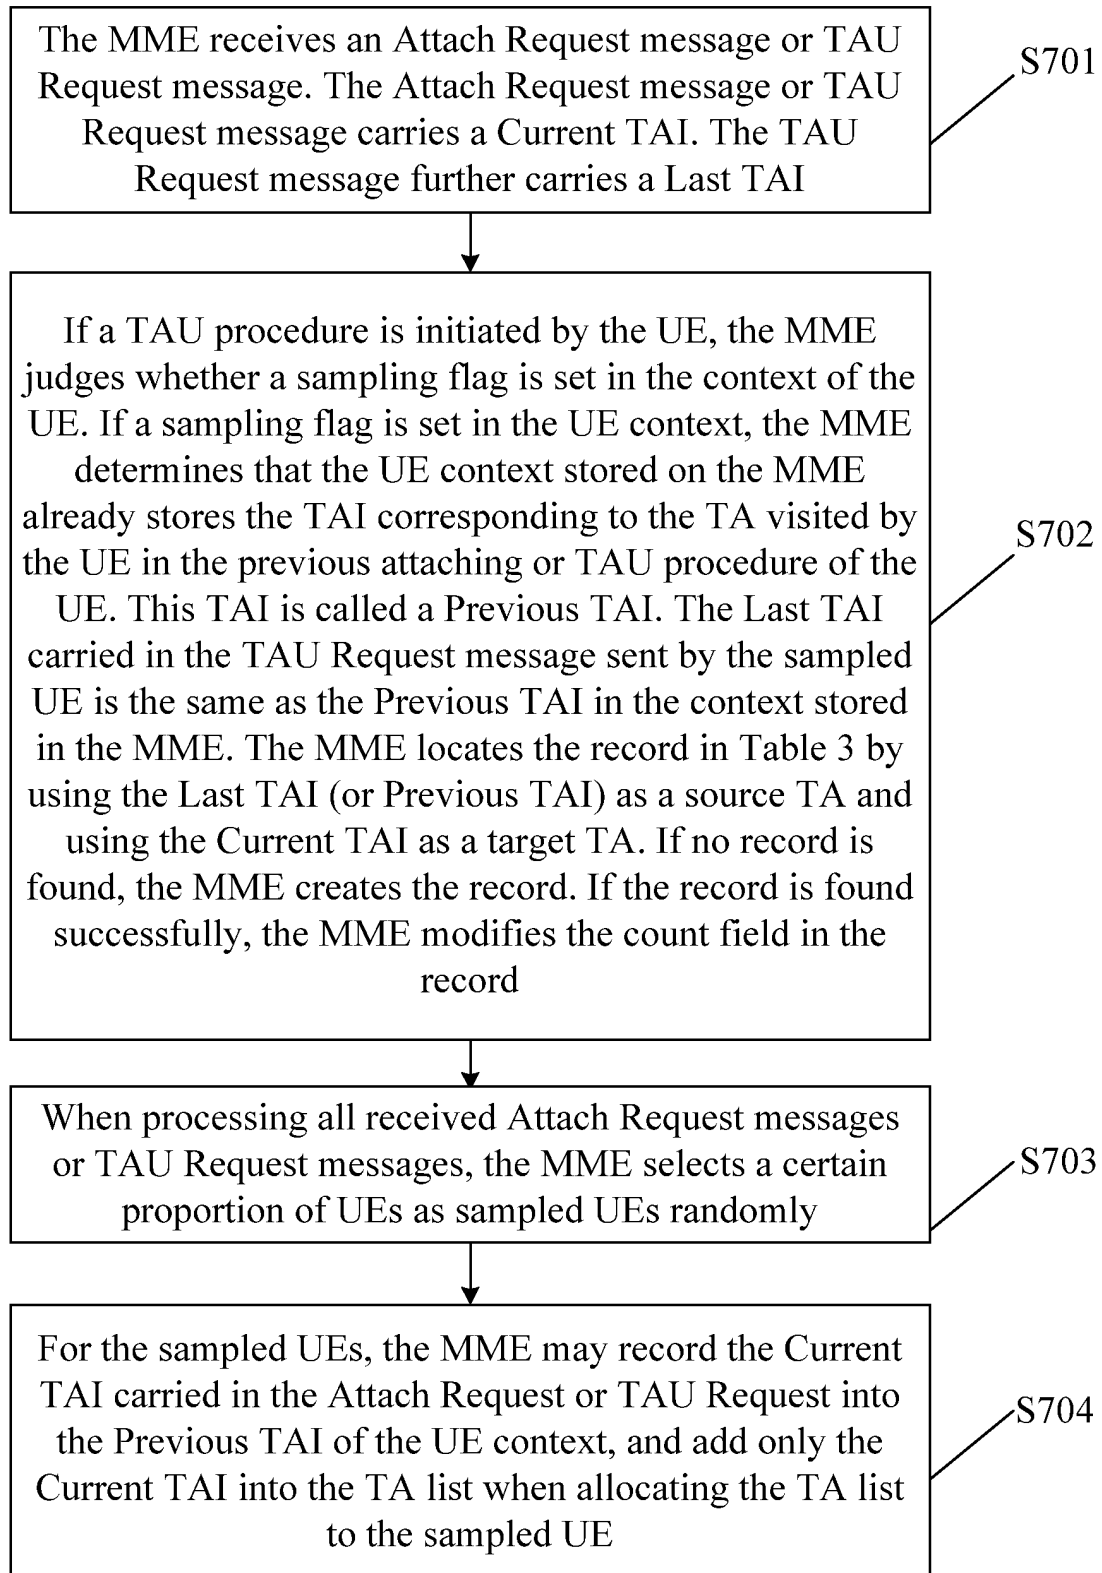 The MME receives an Attach Request message or TAU
Request message. The Attach Request message or TAU
Request message carries a Current TAI. The TAU
Request message further carries a Last TAI
S701
If a TAU procedure is initiated by the UE, the MME
judges whether a sampling flag is set in the context of the
UE. If a sampling flag is set in the UE context, the MME
determines that the UE context stored on the MME
already stores the TAI corresponding to the TA visited by
the UE in the previous attaching or TAU procedure of the
UE. This TAI is called a Previous TAI. The Last TAI
carried in the TAU Request message sent by the sampled
UE is the same as the Previous TAI in the context stored
in the MME. The MME locates the record in Table 3 by
using the Last TAI (or Previous TAI) as a source TA and
using the Current TAI as a target TA. If no record is
found, the MME creates the record. If the record is found
successfully, the MME modifies the count field in the
record
S702
When processing all received Attach Request messages
or TAU Request messages, the MME selects a certain
proportion of UEs as sampled UEs randomly
S703
For the sampled UEs, the MME may record the Current
TAI carried in the Attach Request or TAU Request into
the Previous TAI of the UE context, and add only the
Current TAI into the TA list when allocating the TA list
to the sampled UE
S704